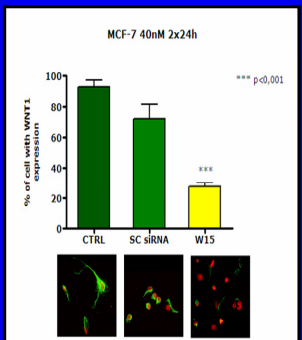 MCF-7 40nM 2x24h
*** p<0,001
% of cell with WNT1
expression
100
80
60
40
20
0
***
CTRL SC siRNA W15